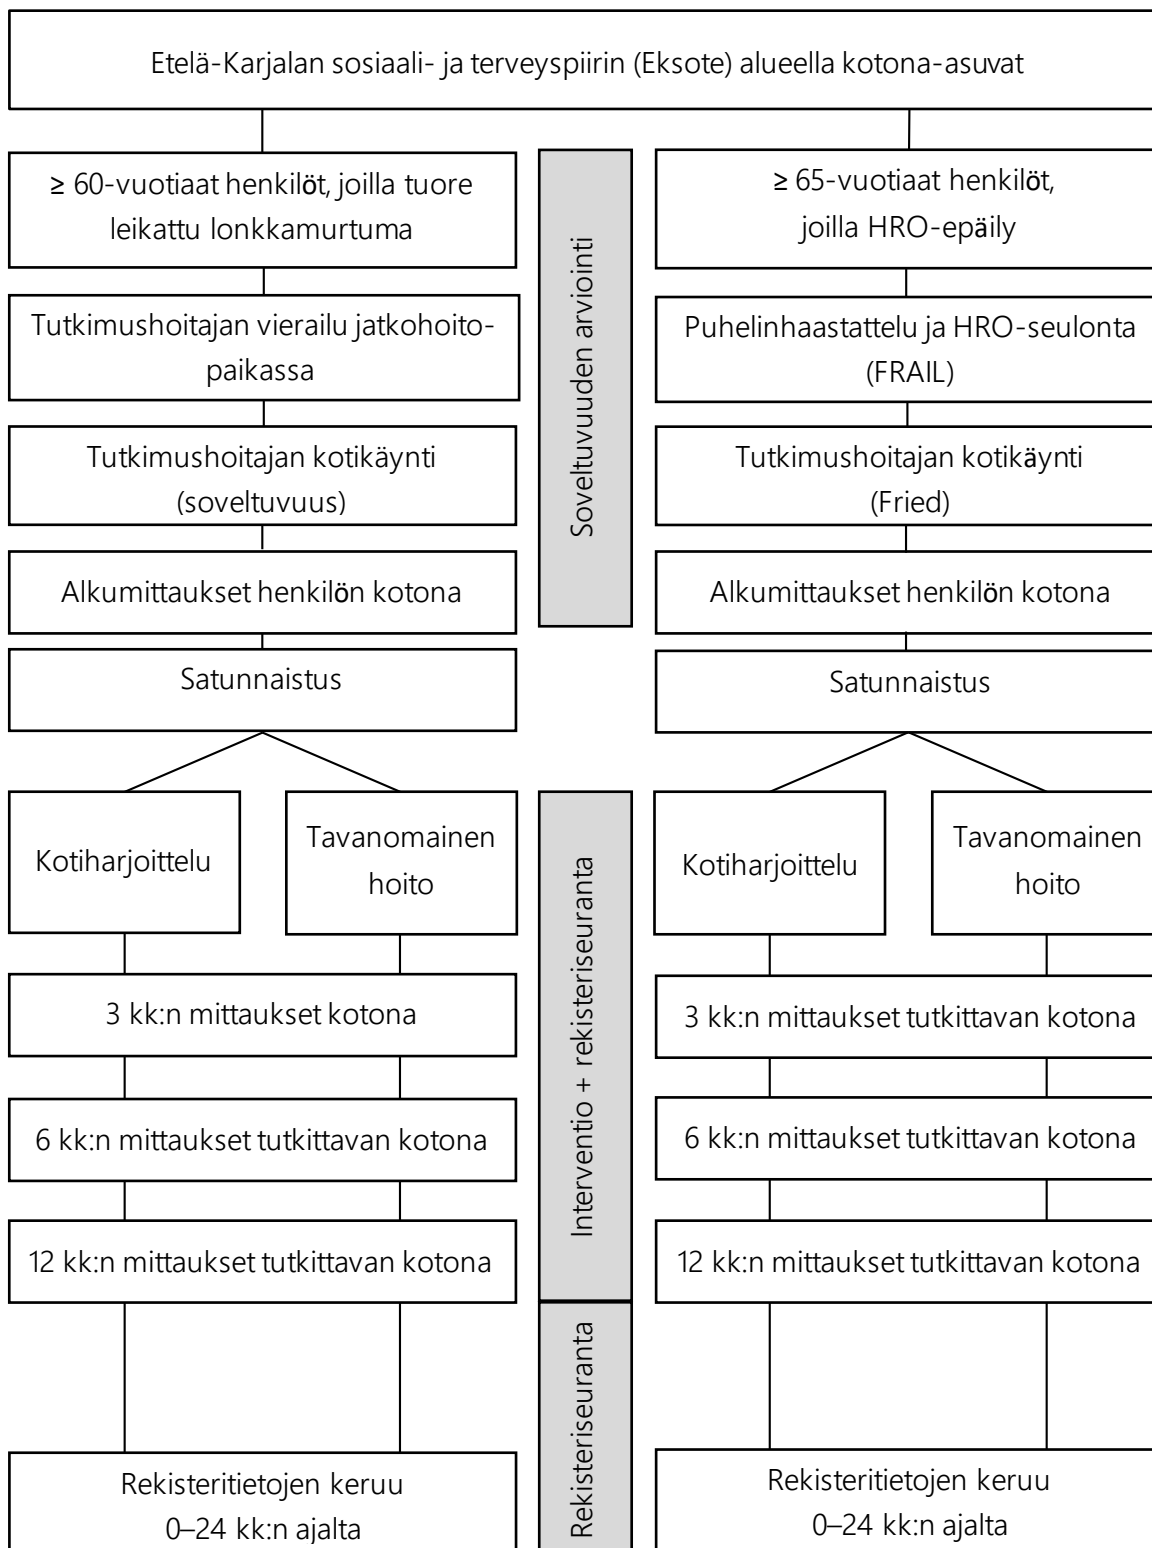 Etelä-Karjalan sosiaali- ja terveyspiirin (Eksote) alueella kotona-asuvat
≥ 60-vuotiaat henkilöt, joilla tuore
leikattu lonkkamurtuma
Tutkimushoitajan vierailu jatkohoito-
paikassa
Tutkimushoitajan kotikäynti
(soveltuvuus)
Alkumittaukset henkilön kotona
Satunnaistus
Kotiharjoittelu
Tavanomainen
hoito
3 kk:n mittaukset kotona
6 kk:n mittaukset tutkittavan kotona
12 kk:n mittaukset tutkittavan kotona
Rekisteritietojen keruu
0–24 kk:n ajalta
Soveltuvuuden arviointi
Interventio + rekisteriseuranta
Rekisteriseuranta
≥ 65-vuotiaat henkilöt,
joilla HRO-epäily
Puhelinhaastattelu ja HRO-seulonta
(FRAIL)
Tutkimushoitajan kotikäynti
(Fried)
Alkumittaukset henkilön kotona
Satunnaistus
Kotiharjoittelu
Tavanomainen
hoito
3 kk:n mittaukset tutkittavan kotona
6 kk:n mittaukset tutkittavan kotona
12 kk:n mittaukset tutkittavan kotona
Rekisteritietojen keruu
0–24 kk:n ajalta